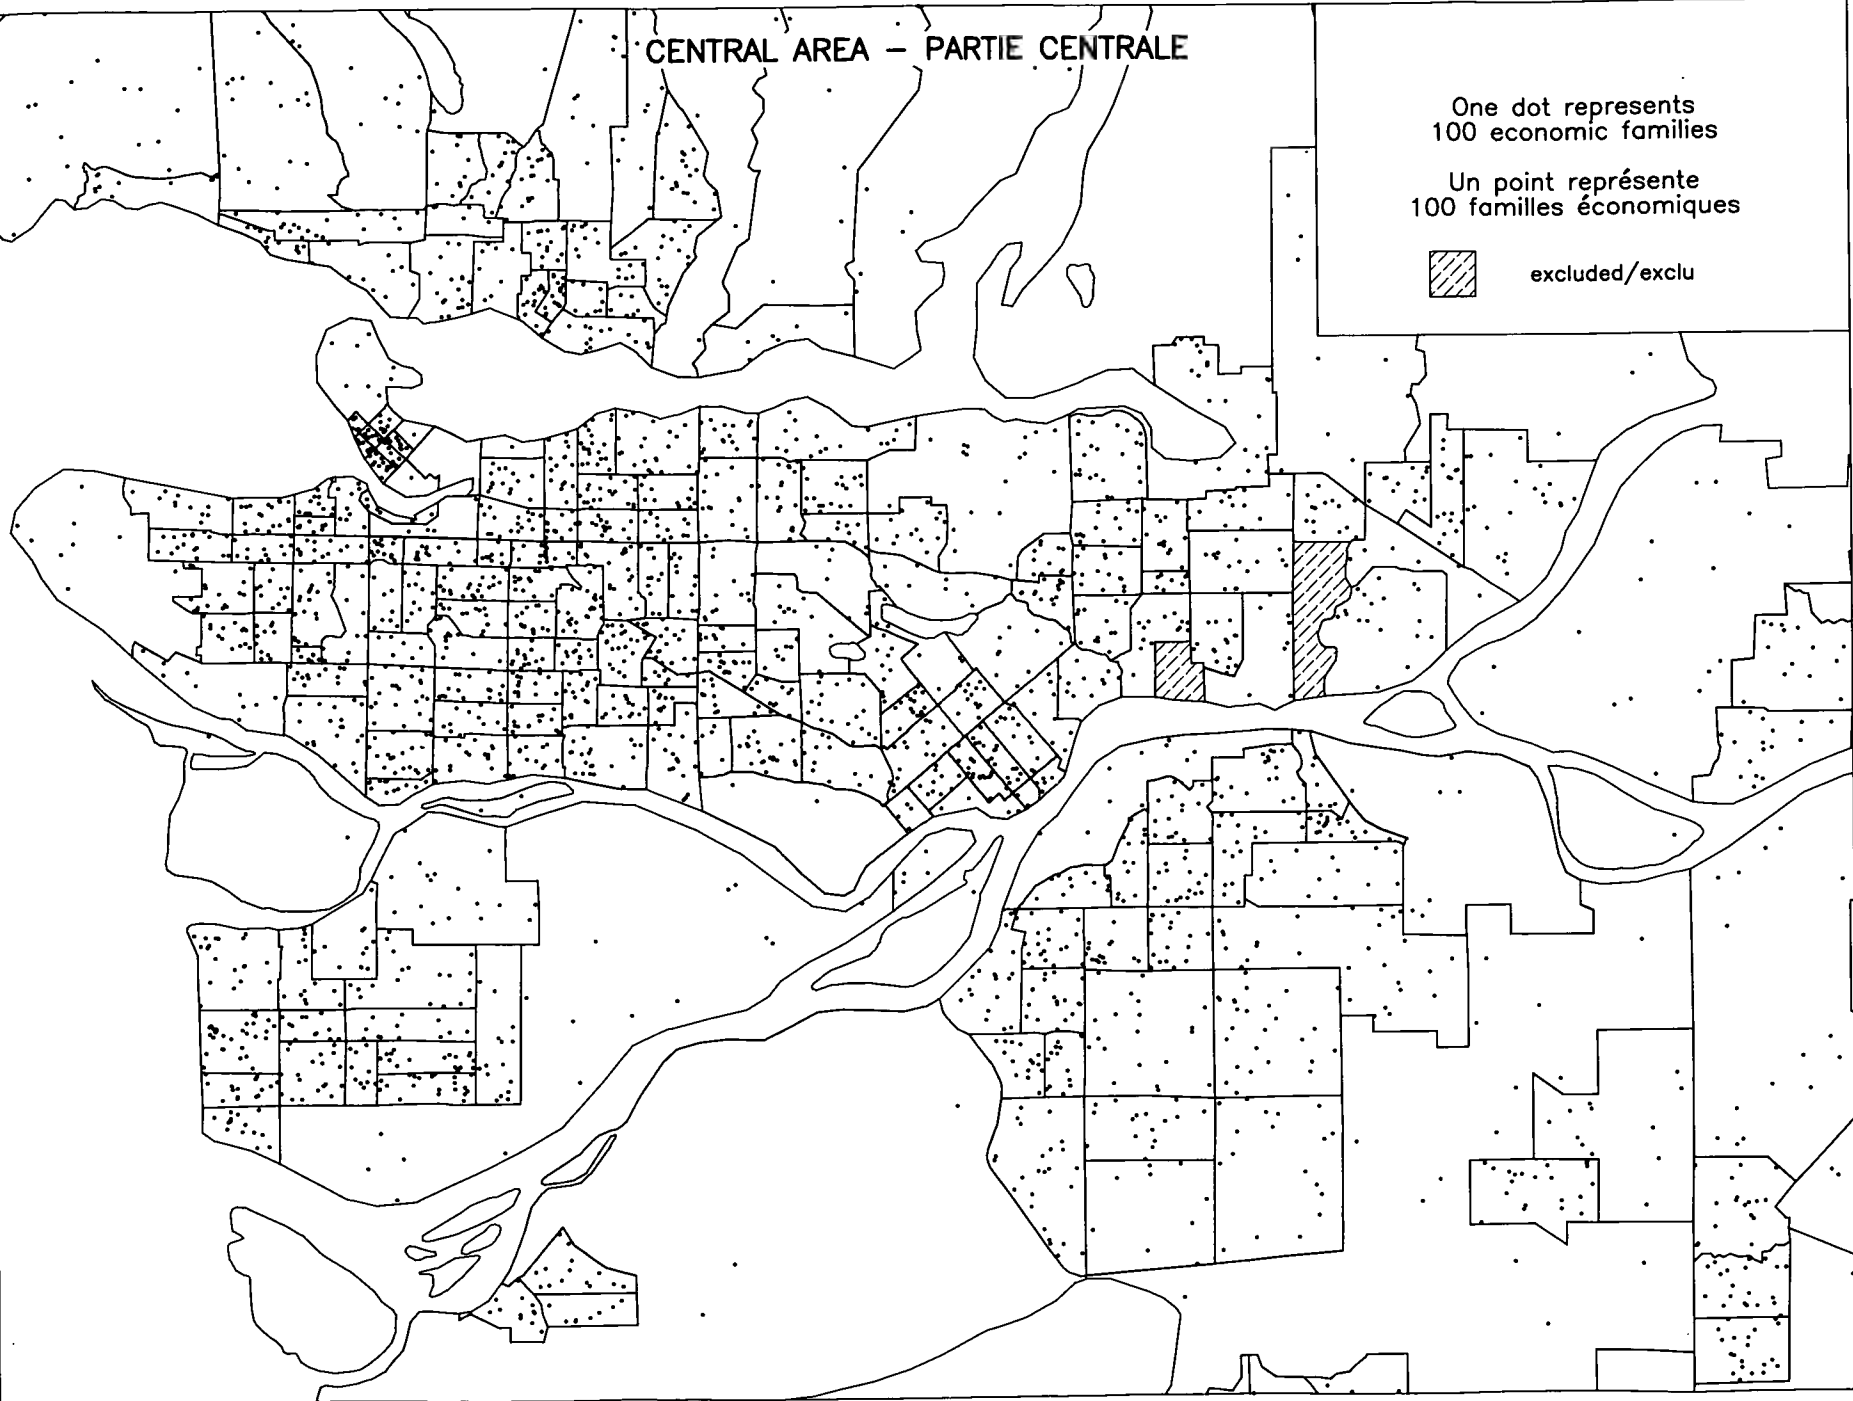 CENTRAL AREA – PARTIE CENTRALE
One dot represents
100 economic families
Un point représente
100 familles économiques
excluded/exclu